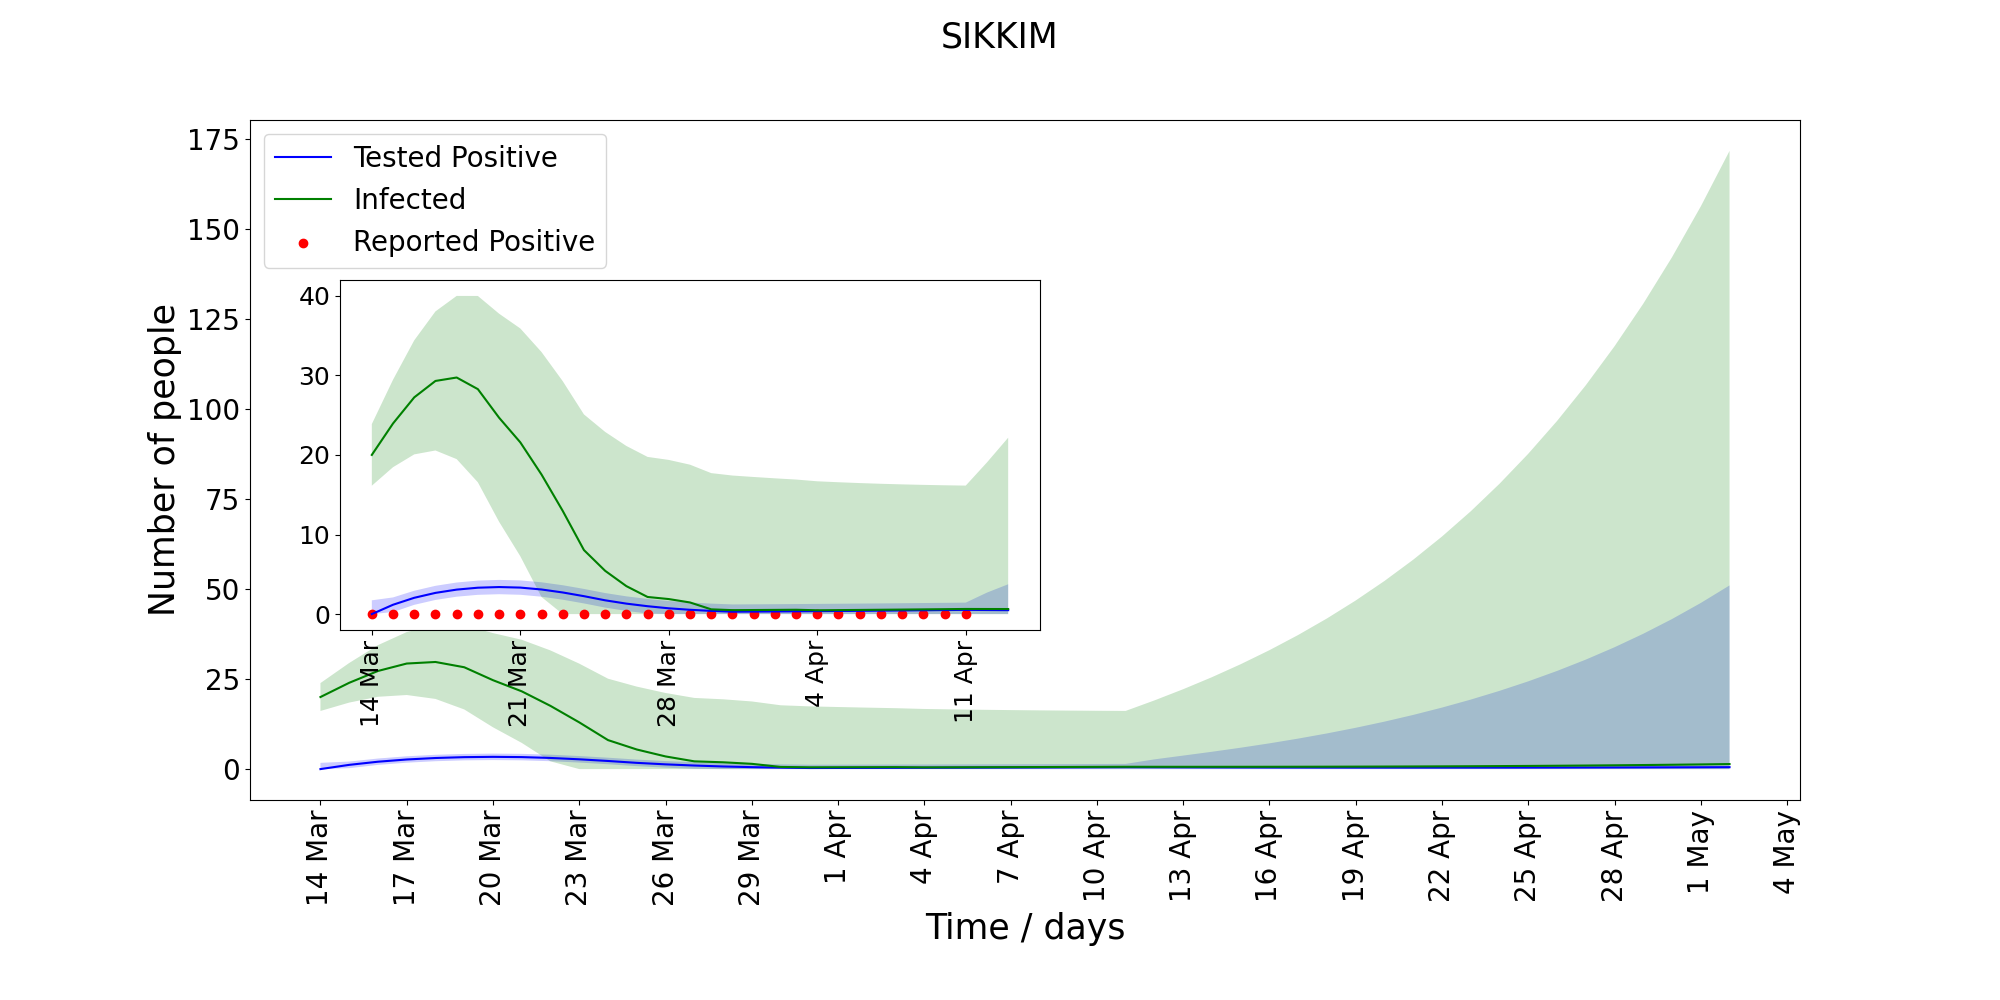 SIKKIM
Tested Positive
Infected
Reported Positive
Number of people
175
150
125
100
75
50
25
0
40
30
20
10
0
14 Mar
21 Mar
28 Mar
4 Apr
11 Apr
14 Mar
17 Mar
20 Mar
23 Mar
26 Mar
29 Mar
1 Apr
4 Apr
7 Apr
10 Apr
13 Apr
16 Apr
19 Apr
22 Apr
25 Apr
28 Apr
1 May
4 May
Time / days